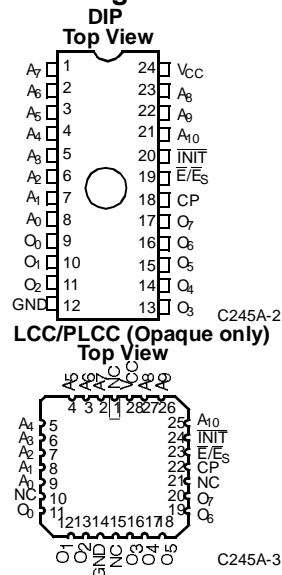 DIP
Top View
A7 1 24 VCC
A6 2 23 A8
A5 3 22 A9
A4 4 21 A10
A3 5 20 INIT
A2 6 19 E/ES
A1 7 18 CP
A0 8 17 O7
O0 9 16 O6
O1 10 15 O5
O2 11 14 O4
GND 12 13 O3
C245A-2
LCC/PLCC (Opaque only)
Top View
A5 A6 A7 NC VCC A8 A9
4 3 2 1 28 27 26
A4 5 25 A10
A3 6 24 INIT
A2 7 23 E/ES
A1 8 22 CP
A0 9 21 NC
NC 10 20 O7
O0 11 19 O6
12 13 14 15 16 17 18
O1 O2 GND NC O3 O4 O5
C245A-3